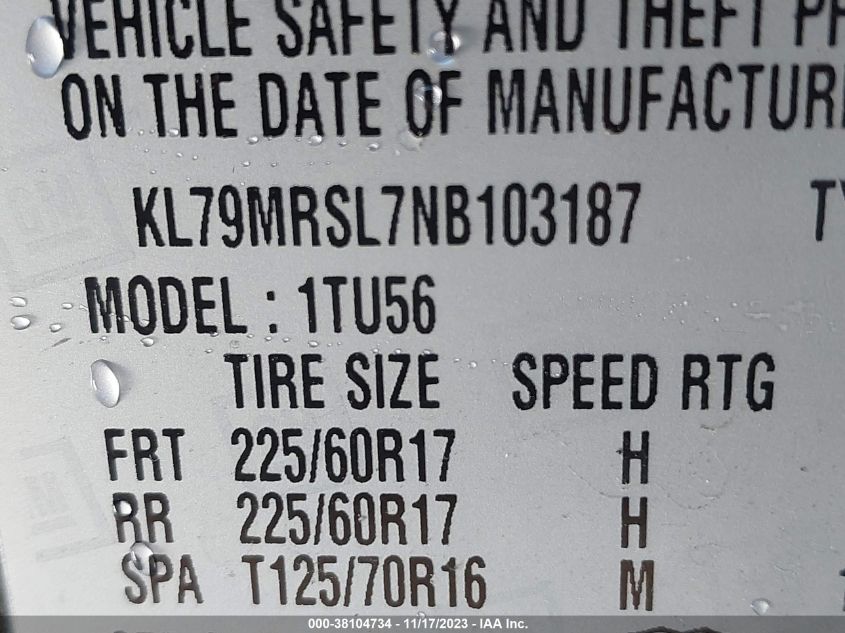 VEHICLE SAFETY AND THEFT
ON THE DATE OF MANUFACTUR
KL79MRSL7NB103187
MODEL : 1TU56
TIRE SIZE SPEED RTG
FRT 225/60R17 H
RR 225/60R17 H
SPA T125/70R16 M
000-38104734 - 11/17/2023 - IAA Inc.